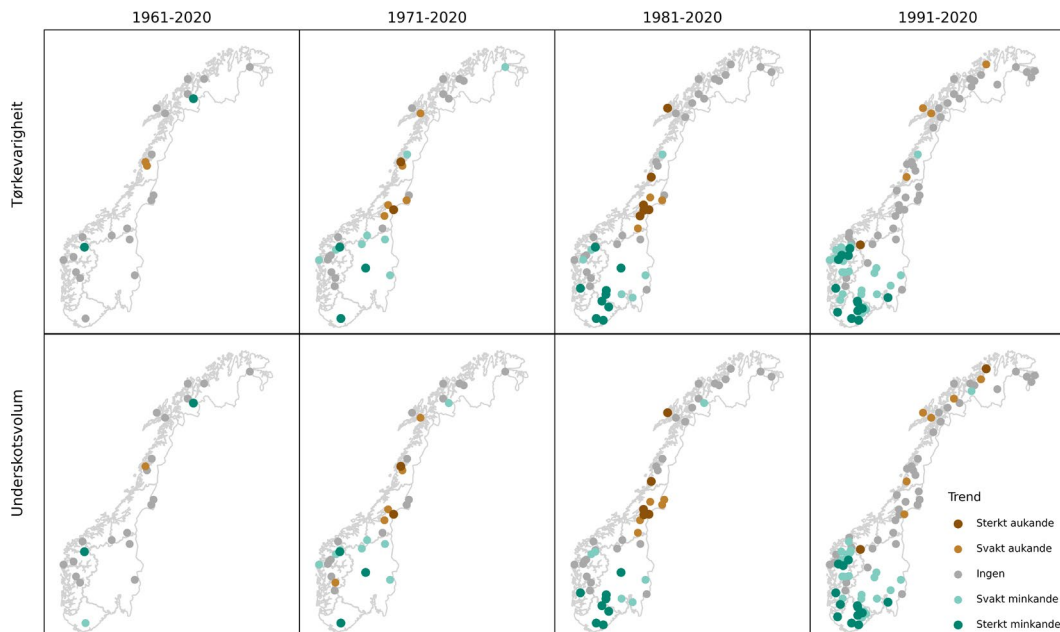 1961-2020
1971-2020
1981-2020
1991-2020
Tørkevarigheit
Underskotsvolum
Trend
Sterkt aukande
Svakt aukande
Ingen
Svakt minkande
Sterkt minkande